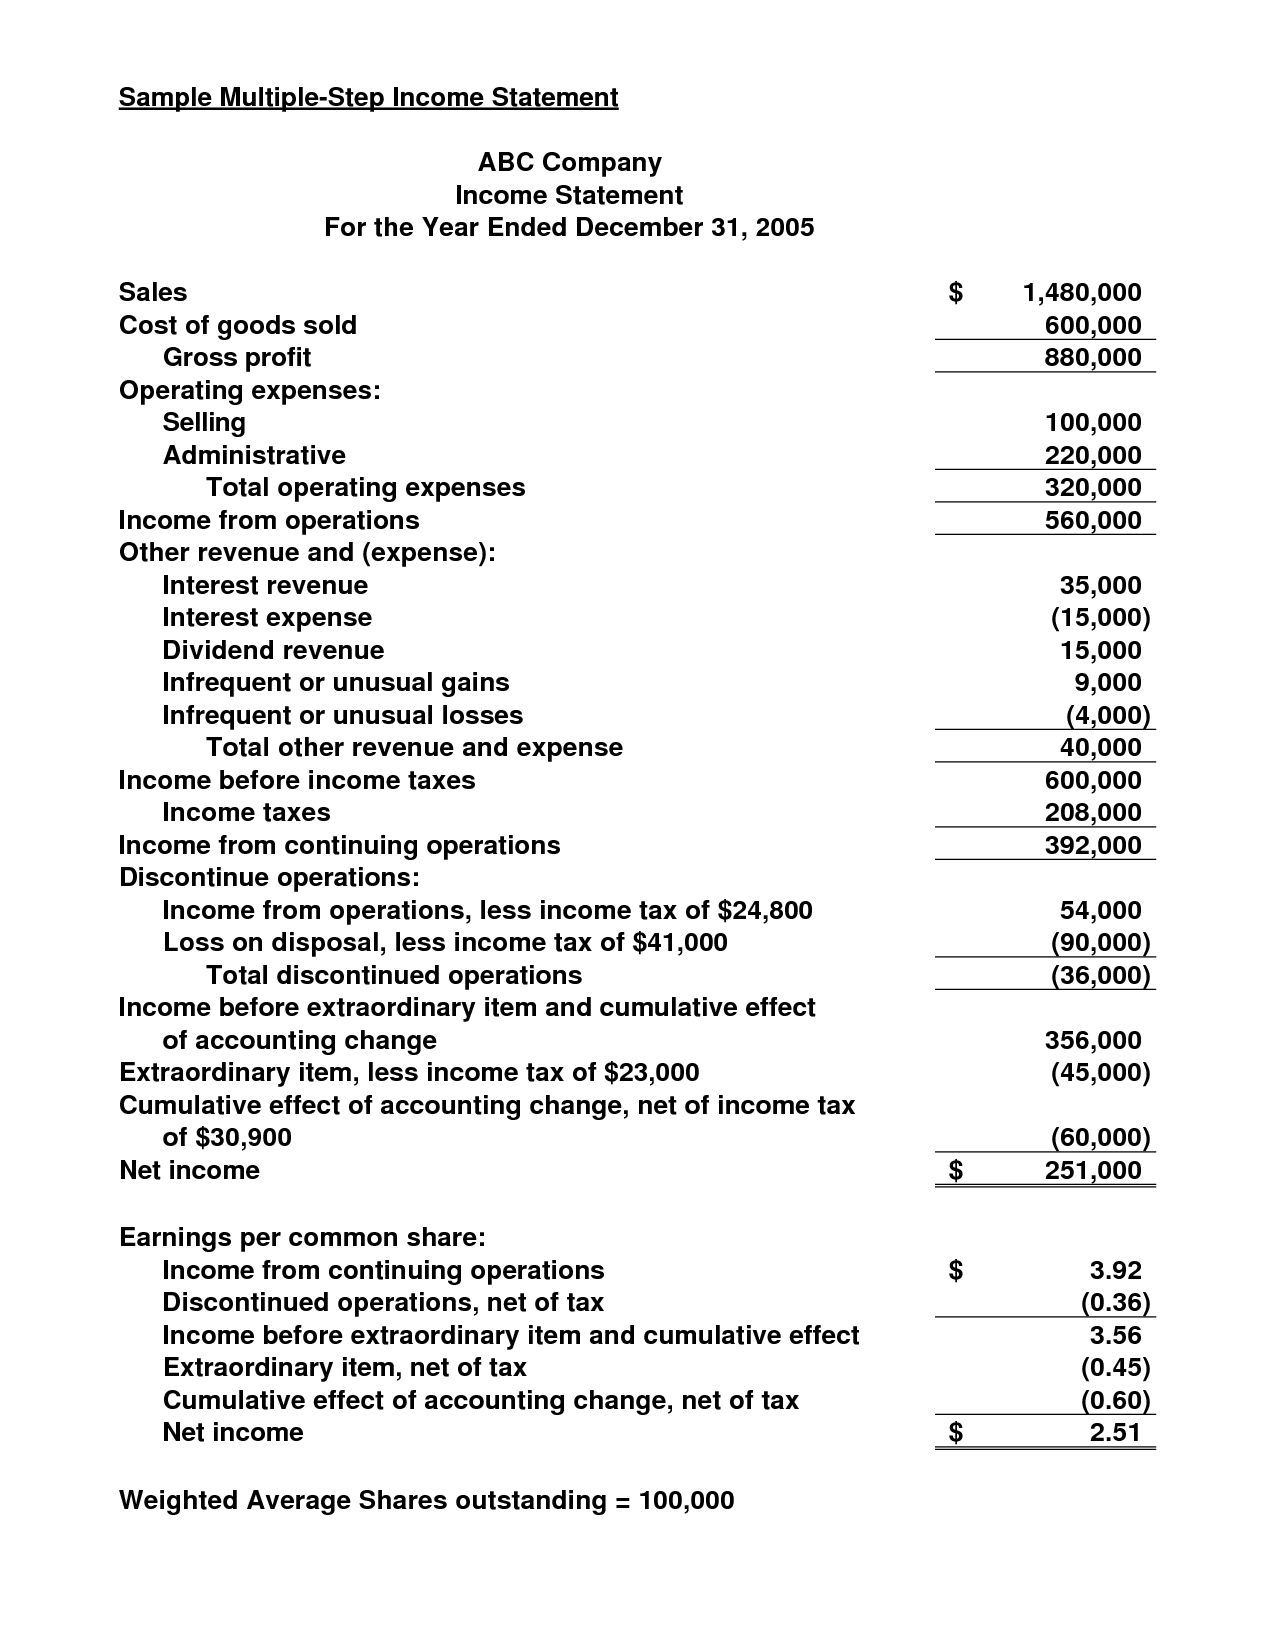 Sample Multiple-Step Income Statement
ABC Company
Income Statement
For the Year Ended December 31, 2005
Sales $ 1,480,000
Cost of goods sold 600,000
Gross profit 880,000
Operating expenses:
Selling 100,000
Administrative 220,000
Total operating expenses 320,000
Income from operations 560,000
Other revenue and (expense):
Interest revenue 35,000
Interest expense (15,000)
Dividend revenue 15,000
Infrequent or unusual gains 9,000
Infrequent or unusual losses (4,000)
Total other revenue and expense 40,000
Income before income taxes 600,000
Income taxes 208,000
Income from continuing operations 392,000
Discontinue operations:
Income from operations, less income tax of $24,800 54,000
Loss on disposal, less income tax of $41,000 (90,000)
Total discontinued operations (36,000)
Income before extraordinary item and cumulative effect
of accounting change 356,000
Extraordinary item, less income tax of $23,000 (45,000)
Cumulative effect of accounting change, net of income tax
of $30,900 (60,000)
Net income $ 251,000
Earnings per common share:
Income from continuing operations $ 3.92
Discontinued operations, net of tax (0.36)
Income before extraordinary item and cumulative effect 3.56
Extraordinary item, net of tax (0.45)
Cumulative effect of accounting change, net of tax (0.60)
Net income $ 2.51
Weighted Average Shares outstanding = 100,000